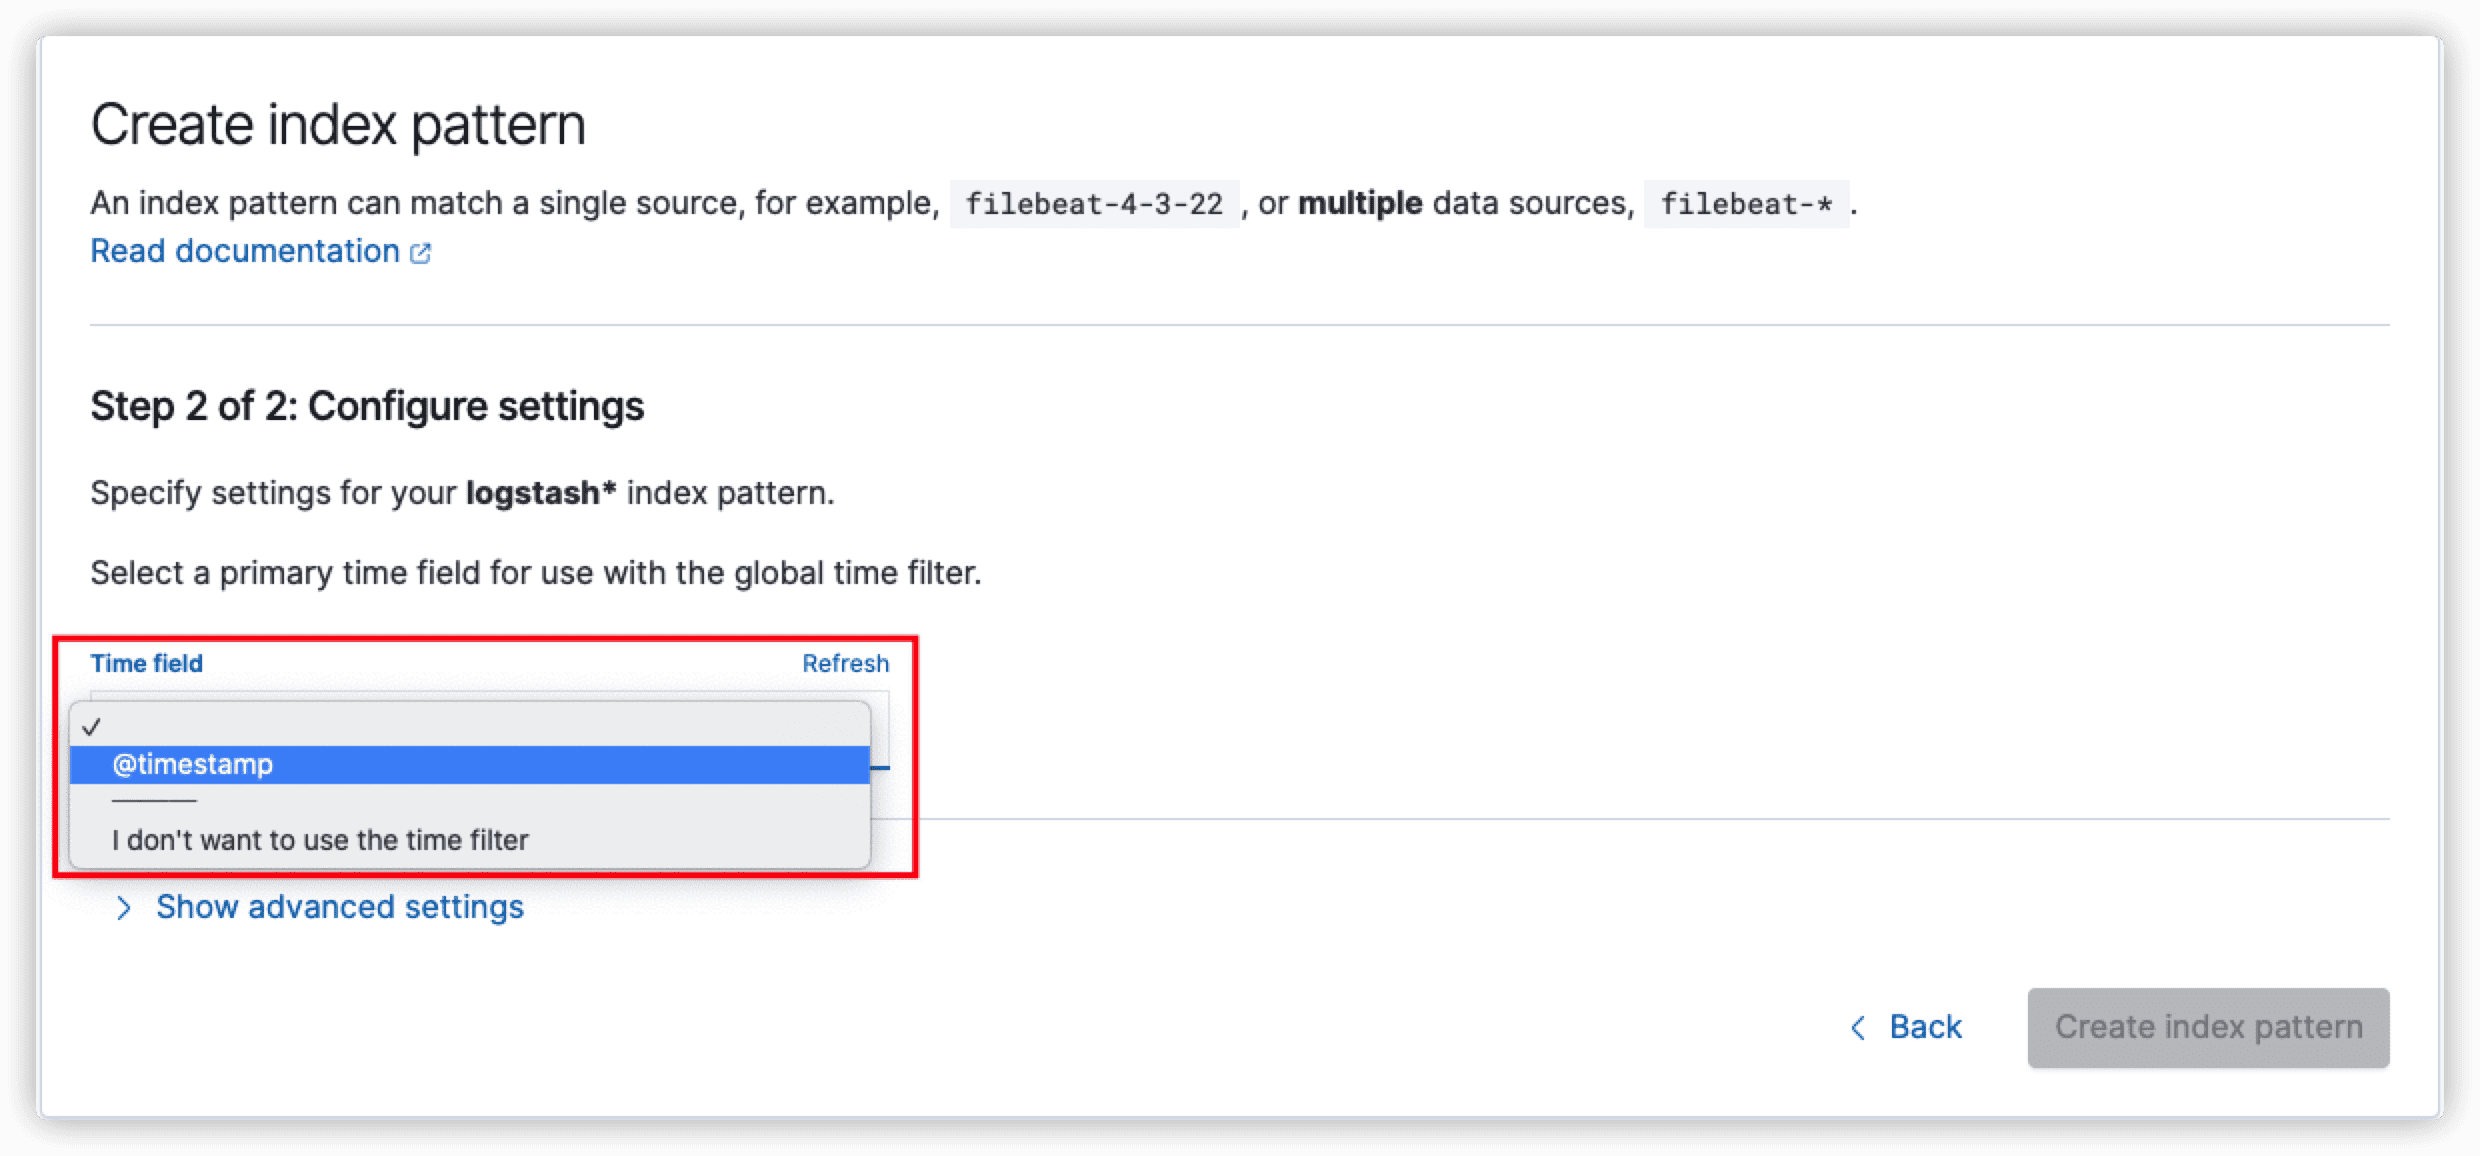 Create index pattern
An index pattern can match a single source, for example, filebeat-4-3-22 , or multiple data sources, filebeat-* .
Read documentation
Step 2 of 2: Configure settings
Specify settings for your logstash* index pattern.
Select a primary time field for use with the global time filter.
Time field Refresh
@timestamp
I don't want to use the time filter
Show advanced settings
Back Create index pattern